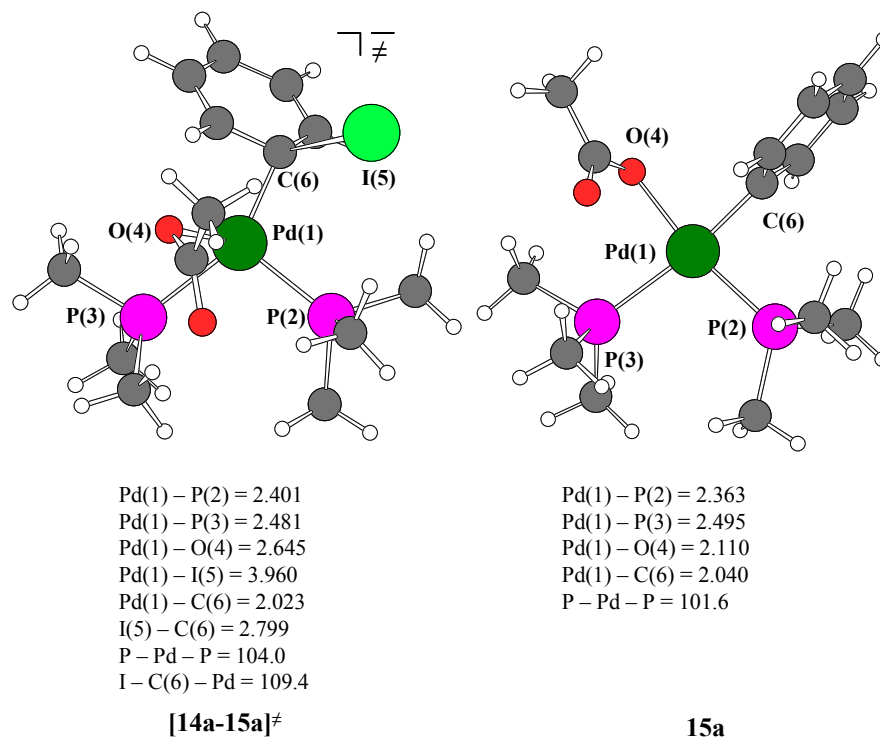 ⌉≠
C(6)
I(5)
O(4)
Pd(1)
P(3)
P(2)
O(4)
C(6)
Pd(1)
P(2)
P(3)
Pd(1) – P(2) = 2.401
Pd(1) – P(3) = 2.481
Pd(1) – O(4) = 2.645
Pd(1) – I(5) = 3.960
Pd(1) – C(6) = 2.023
I(5) – C(6) = 2.799
P – Pd – P = 104.0
I – C(6) – Pd = 109.4
[14a-15a]≠
Pd(1) – P(2) = 2.363
Pd(1) – P(3) = 2.495
Pd(1) – O(4) = 2.110
Pd(1) – C(6) = 2.040
P – Pd – P = 101.6
15a